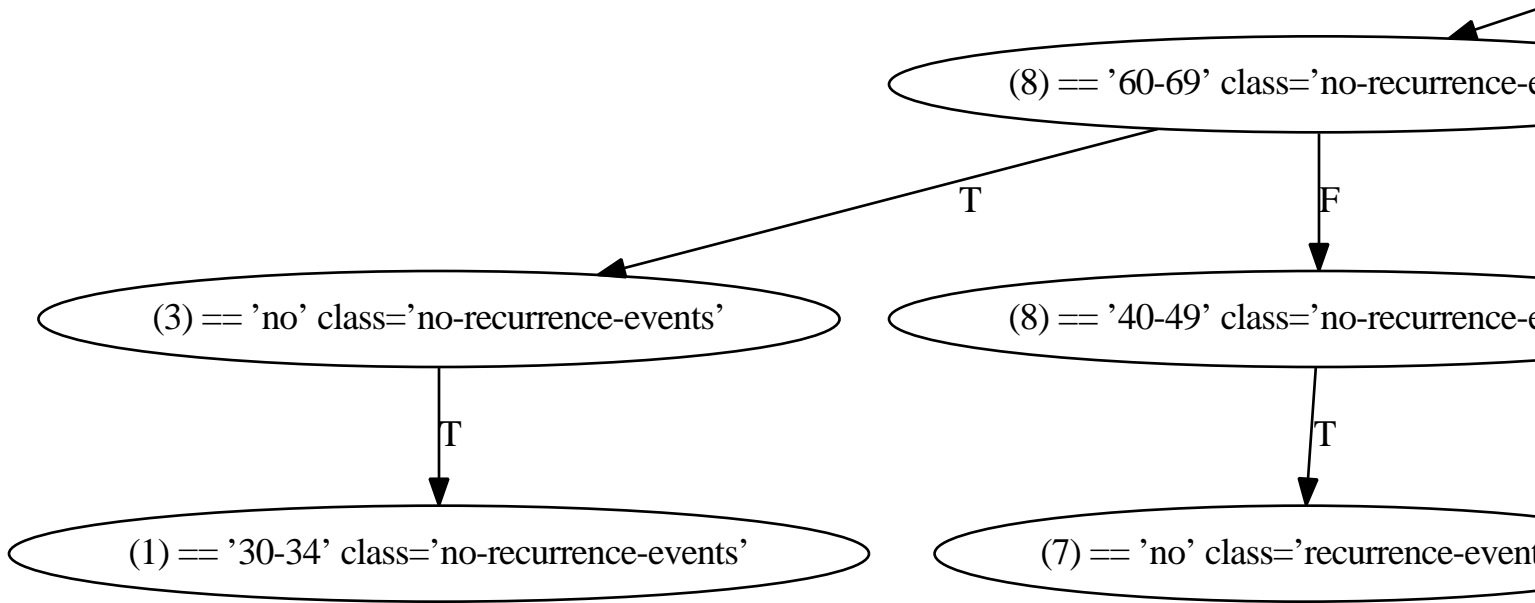 (8) == ’60-69’ class=’no-recurrence-e
T
F
(3) == ’no’ class=’no-recurrence-events’
(8) == ’40-49’ class=’no-recurrence-e
T
T
(1) == ’30-34’ class=’no-recurrence-events’
(7) == ’no’ class=’recurrence-event